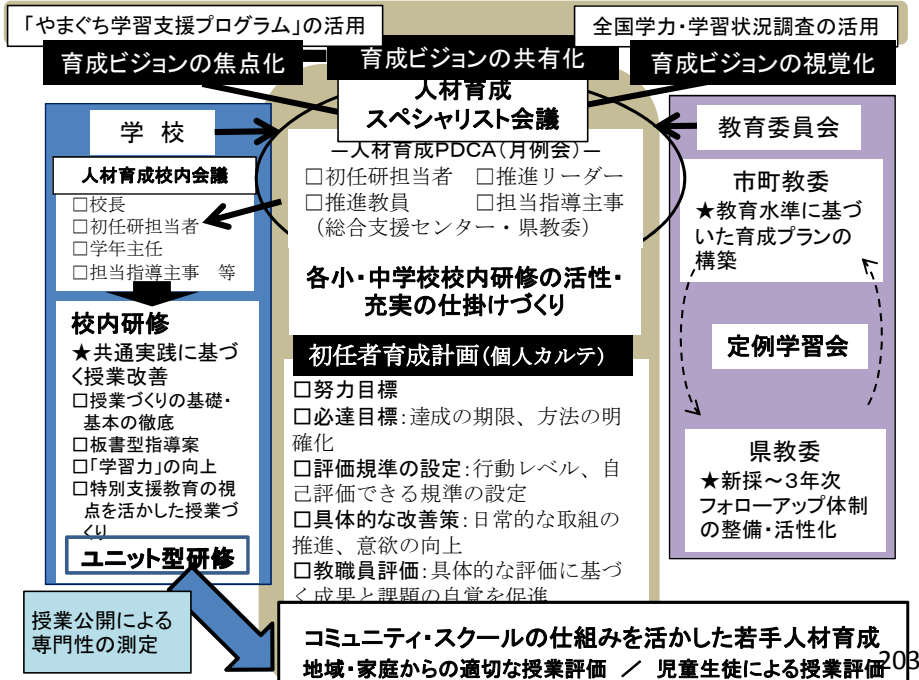 「やまぐち学習支援プログラム」の活用
全国学力・学習状況調査の活用
育成ビジョンの焦点化
育成ビジョンの共有化
育成ビジョンの視覚化
学 校
人材育成校内会議
□校長
□初任研担当者
□学年主任
□担当指導主事　等
校内研修
★共通実践に基づ
く授業改善
□授業づくりの基礎・
基本の徹底
□板書型指導案
□「学習力」の向上
□特別支援教育の視
点を活かした授業づ
くり
ユニット型研修
授業公開による
専門性の測定
人材育成
スペシャリスト会議
―人材育成PDCA(月例会)―
□初任研担当者　□推進リーダー
□推進教員　□担当指導主事
(総合支援センター・県教委)
各小・中学校校内研修の活性・
充実の仕掛けづくり
初任者育成計画(個人カルテ)
□努力目標
□必達目標:達成の期限、方法の明
確化
□評価規準の設定:行動レベル、自
己評価できる規準の設定
□具体的な改善策:日常的な取組の
推進、意欲の向上
□教職員評価:具体的な評価に基づ
く成果と課題の自覚を促進
教育委員会
市町教委
★教育水準に基づ
いた育成プランの
構築
定例学習会
県教委
★新採～3年次
フォローアップ体制
の整備・活性化
コミュニティ・スクールの仕組みを活かした若手人材育成
地域・家庭からの適切な授業評価 ／ 児童生徒による授業評価
203